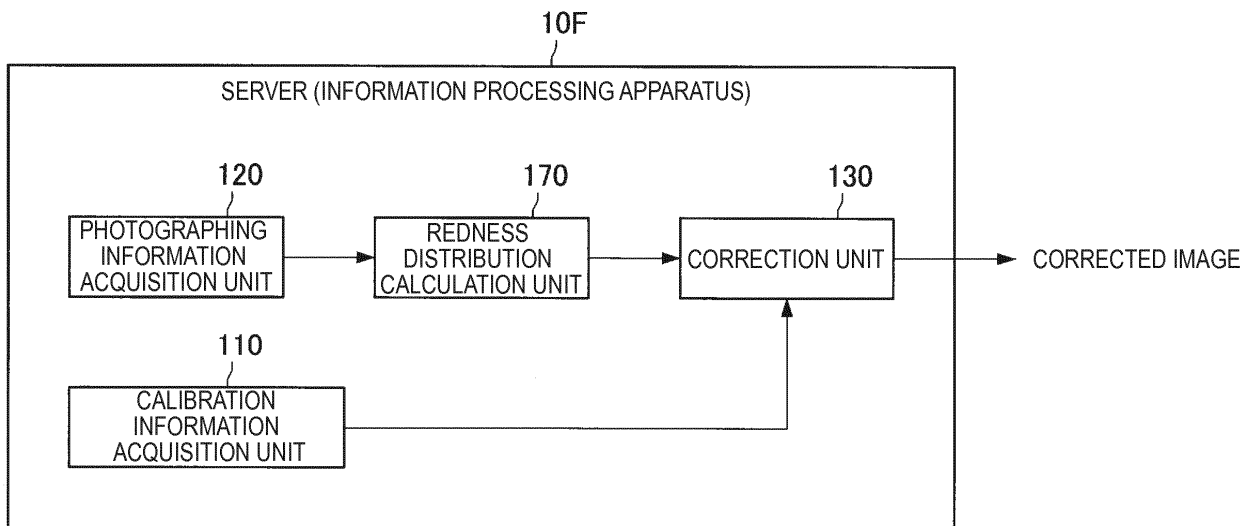 10F
SERVER (INFORMATION PROCESSING APPARATUS)
120
PHOTOGRAPHING
INFORMATION
ACQUISITION UNIT
170
REDNESS
DISTRIBUTION
CALCULATION UNIT
130
CORRECTION UNIT
CORRECTED IMAGE
110
CALIBRATION
INFORMATION
ACQUISITION UNIT